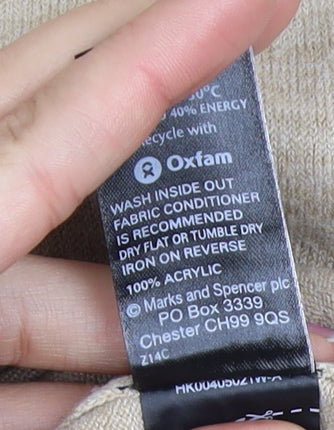 30°C
40% ENERGY
recycle with
Oxfam
WASH INSIDE OUT
FABRIC CONDITIONER
IS RECOMMENDED
DRY FLAT OR TUMBLE DRY
IRON ON REVERSE
100% ACRYLIC
© Marks and Spencer plc
PO Box 3339
Chester CH99 9QS
Z14C